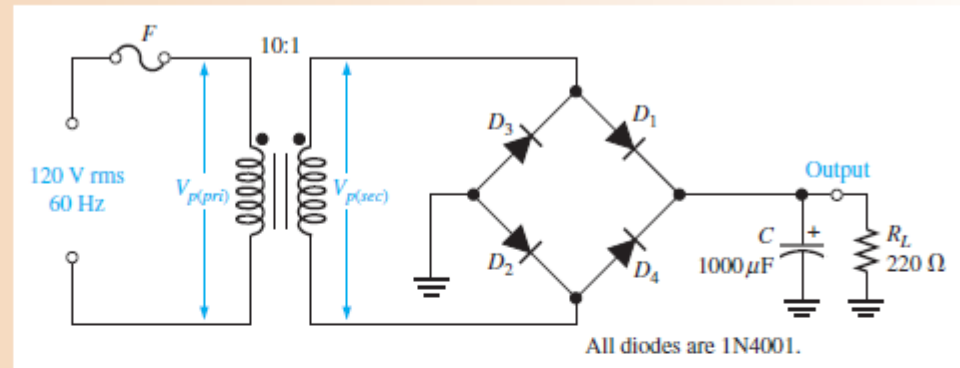 F
10:1
120 V rms
60 Hz
Vp(pri)
Vp(sec)
D3
D1
D2
D4
Output
C
1000 μF
+
RL
220 Ω
All diodes are 1N4001.